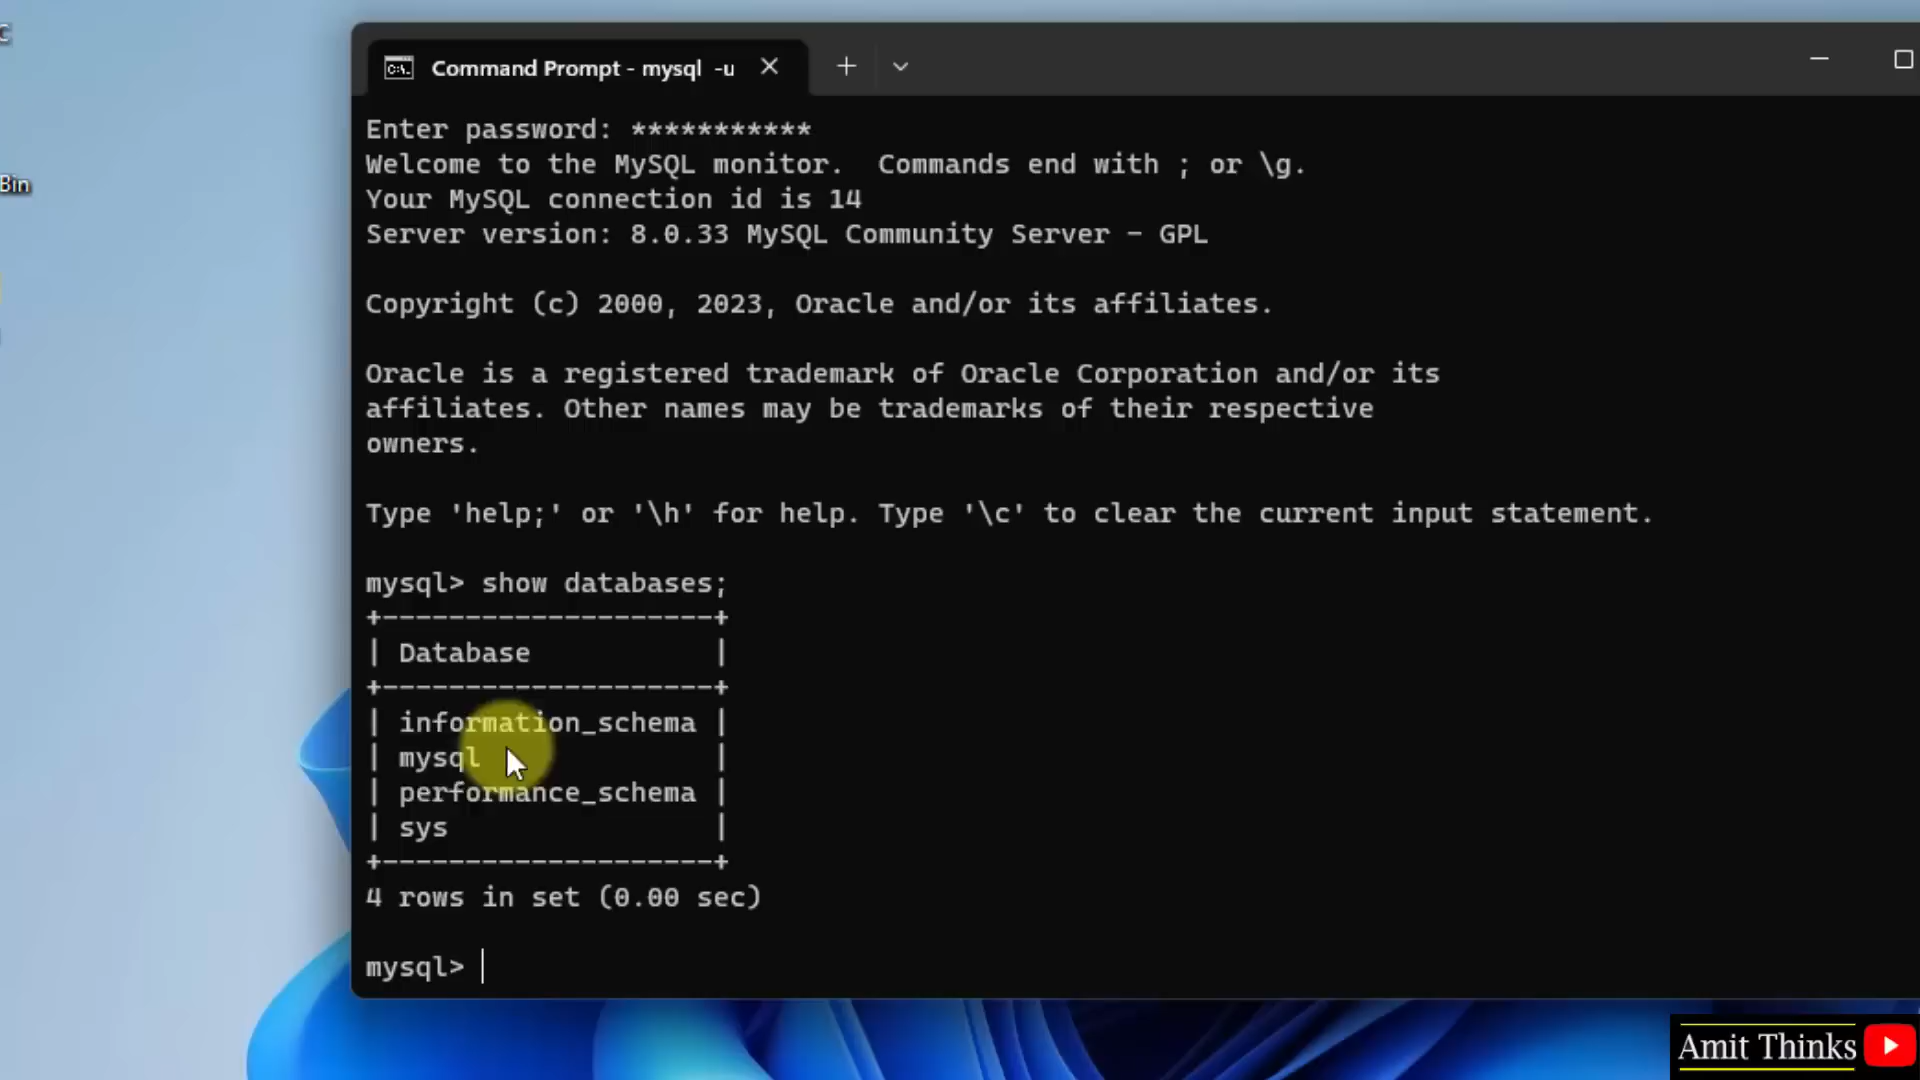 C
Bin
Command Prompt - mysql -u
Enter password: ***********
Welcome to the MySQL monitor.  Commands end with ; or \g.
Your MySQL connection id is 14
Server version: 8.0.33 MySQL Community Server - GPL
Copyright (c) 2000, 2023, Oracle and/or its affiliates.
Oracle is a registered trademark of Oracle Corporation and/or its
affiliates. Other names may be trademarks of their respective
owners.
Type 'help;' or '\h' for help. Type '\c' to clear the current input statement.
mysql> show databases;
+--------------------+
| Database           |
+--------------------+
| information_schema |
| mysql              |
| performance_schema |
| sys                |
+--------------------+
4 rows in set (0.00 sec)
mysql>
Amit Thinks